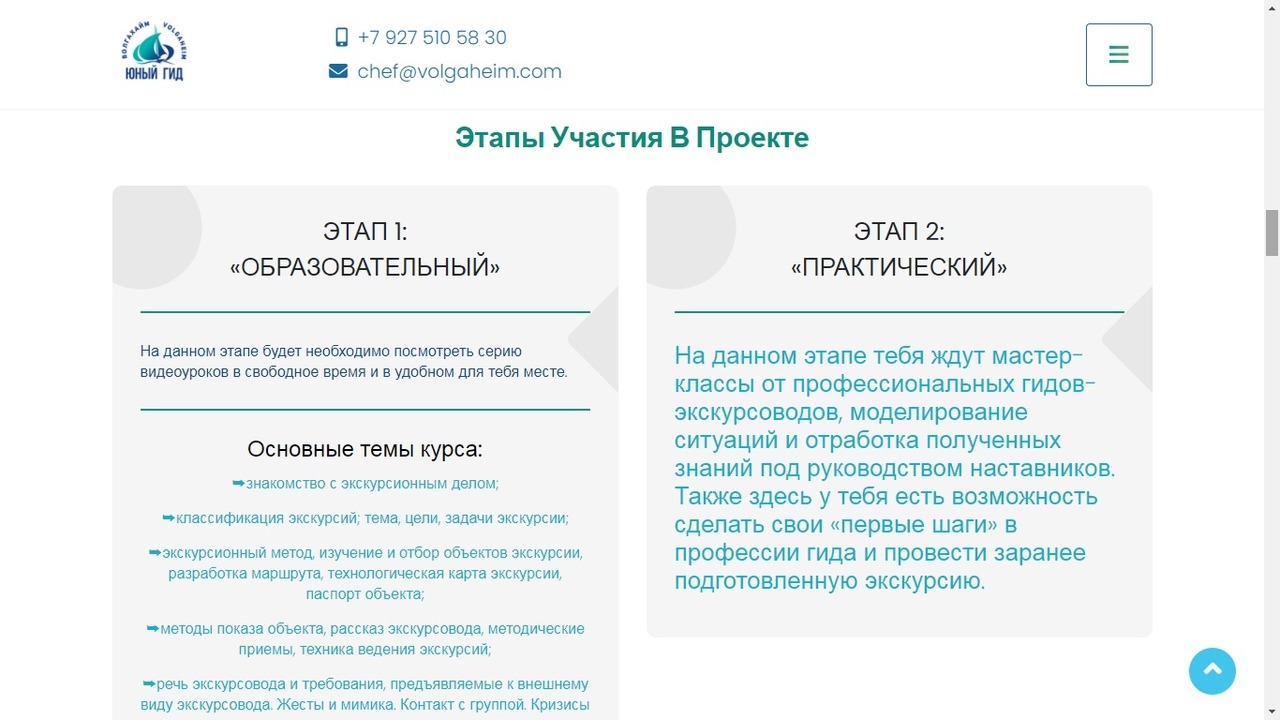 ВОЛГАХАЙМ VOLGAHEIM
ЮНЫЙ ГИД
+7 927 510 58 30
chef@volgaheim.com
Этапы Участия В Проекте
ЭТАП 1:
«ОБРАЗОВАТЕЛЬНЫЙ»
На данном этапе будет необходимо посмотреть серию
видеоуроков в свободное время и в удобном для тебя месте.
Основные темы курса:
➥знакомство с экскурсионным делом;
➥классификация экскурсий; тема, цели, задачи экскурсии;
➥экскурсионный метод, изучение и отбор объектов экскурсии,
разработка маршрута, технологическая карта экскурсии,
паспорт объекта;
➥методы показа объекта, рассказ экскурсовода, методические
приемы, техника ведения экскурсий;
➥речь экскурсовода и требования, предъявляемые к внешнему
виду экскурсовода. Жесты и мимика. Контакт с группой. Кризисы
ЭТАП 2:
«ПРАКТИЧЕСКИЙ»
На данном этапе тебя ждут мастер-
классы от профессиональных гидов-
экскурсоводов, моделирование
ситуаций и отработка полученных
знаний под руководством наставников.
Также здесь у тебя есть возможность
сделать свои «первые шаги» в
профессии гида и провести заранее
подготовленную экскурсию.